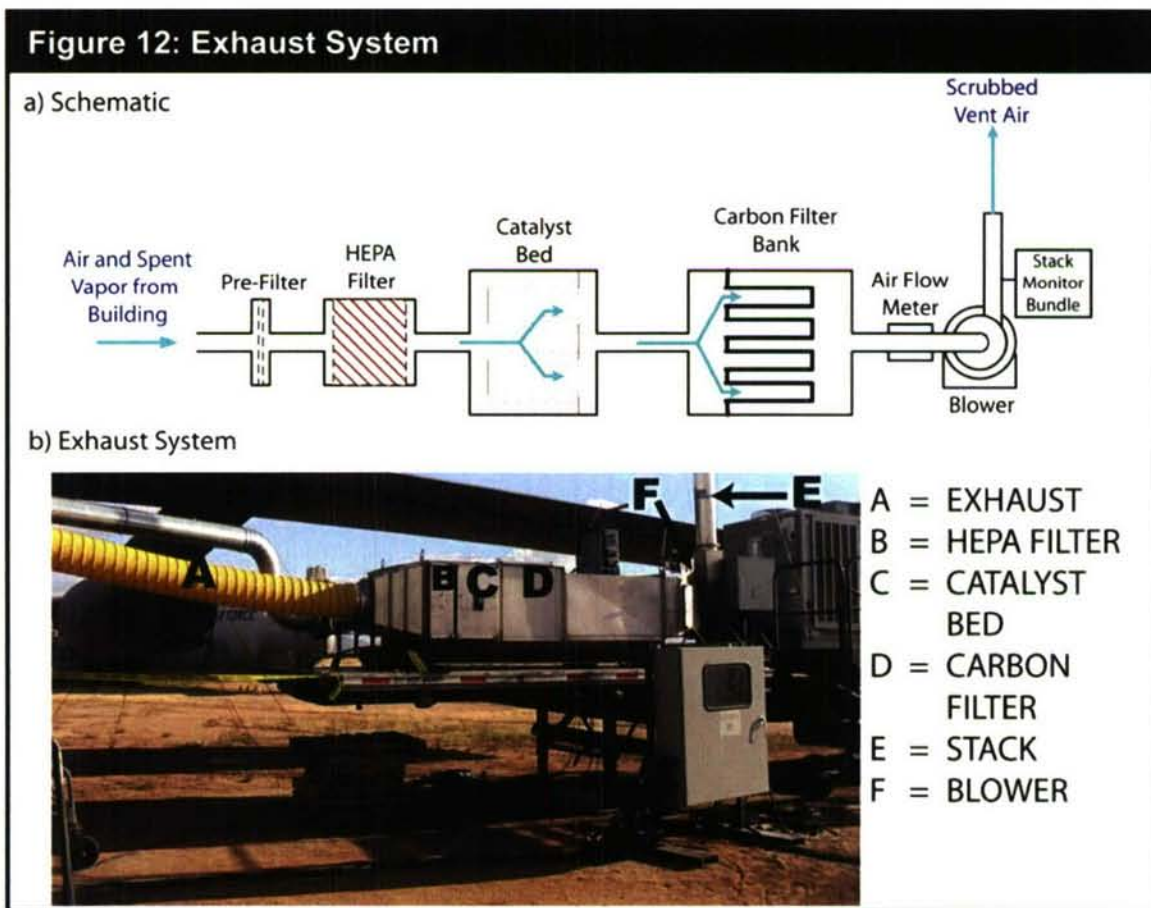 Figure 12: Exhaust System
a) Schematic
Scrubbed
Vent Air
Air and Spent
Vapor from
Building
Pre-Filter
HEPA
Filter
Catalyst
Bed
Carbon Filter
Bank
Air Flow
Meter
Stack
Monitor
Bundle
Blower
b) Exhaust System
A
B
C
D
E
F
A = EXHAUST
B = HEPA FILTER
C = CATALYST
BED
D = CARBON
FILTER
E = STACK
F = BLOWER